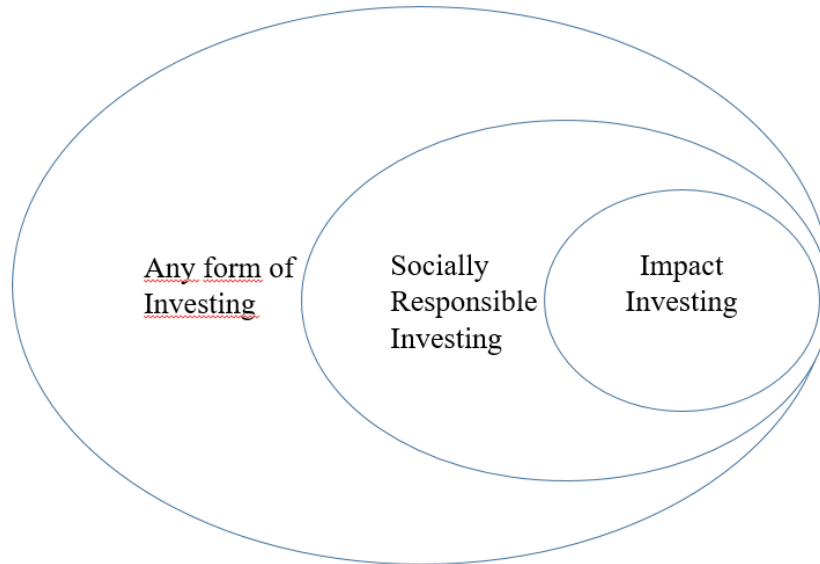 Any form of
Investing
Socially
Responsible
Investing
Impact
Investing